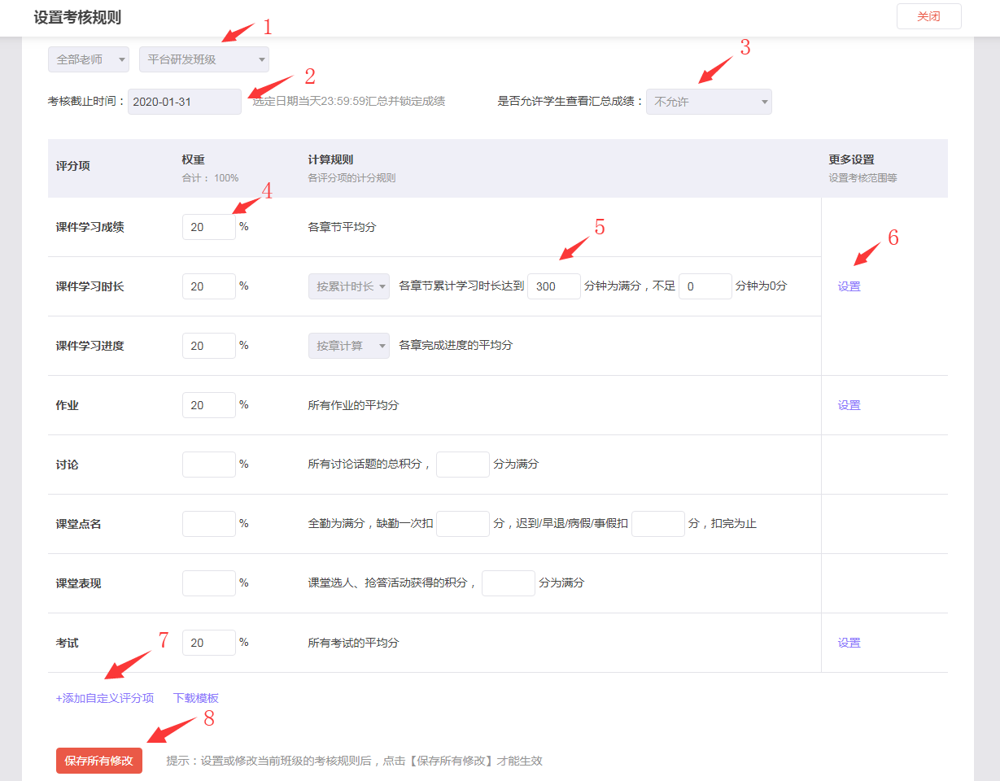 设置考核规则
关闭
1
全部老师 平台研发班级
2
3
考核截止时间： 2020-01-31 选定日期当天23:59:59汇总并锁定成绩 是否允许学生查看汇总成绩： 不允许
评分项 权重 计算规则 更多设置
合计： 100% 各评分项的计分规则 设置考核范围等
4
课件学习成绩 20 % 各章节平均分
5
6
课件学习时长 20 % 按累计时长 各章节累计学习时长达到 300 分钟为满分，不足 0 分钟为0分 设置
课件学习进度 20 % 按章计算 各章完成进度的平均分
作业 20 % 所有作业的平均分 设置
讨论 % 所有讨论话题的总积分， 分为满分
课堂点名 % 全勤为满分，缺勤一次扣 分，迟到/早退/病假/事假扣 分，扣完为止
课堂表现 % 课堂选人、抢答活动获得的积分， 分为满分
7
考试 20 % 所有考试的平均分 设置
+添加自定义评分项 下载模板
8
保存所有修改 提示：设置或修改当前班级的考核规则后，点击【保存所有修改】才能生效